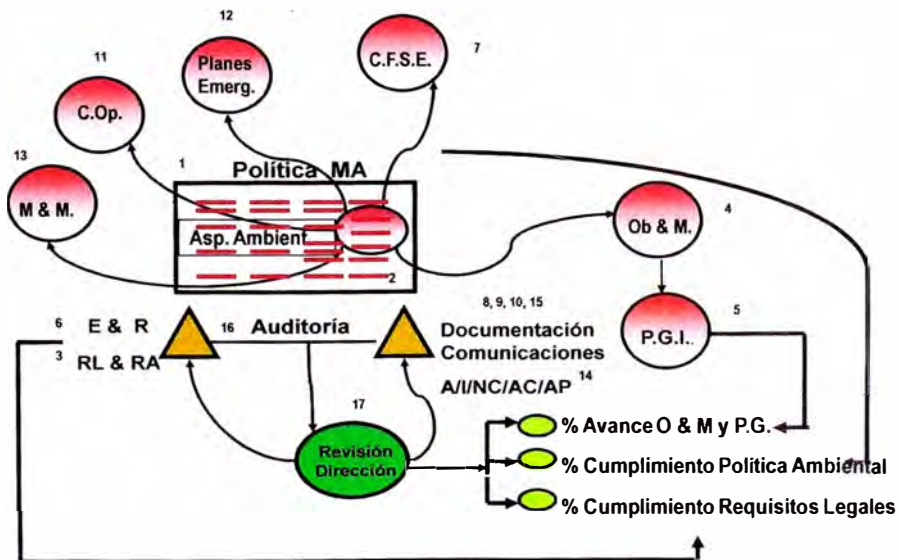 12
Planes
Emerg.
C.F.S.E.
7
11
C.Op.
13
M & M.
1
Política MA
Asp. Ambient
2
Ob & M.
4
P.G.I..
5
6
E & R
3
RL & RA
16
Auditoría
8, 9, 10, 15
Documentación
Comunicaciones
A/I/NC/AC/AP 14
17
Revisión
Dirección
% Avance O & M y P.G.
% Cumplimiento Política Ambiental
% Cumplimiento Requisitos Legales